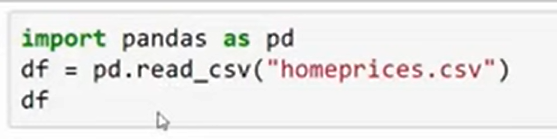 import pandas as pd
df = pd.read_csv("homeprices.csv")
df